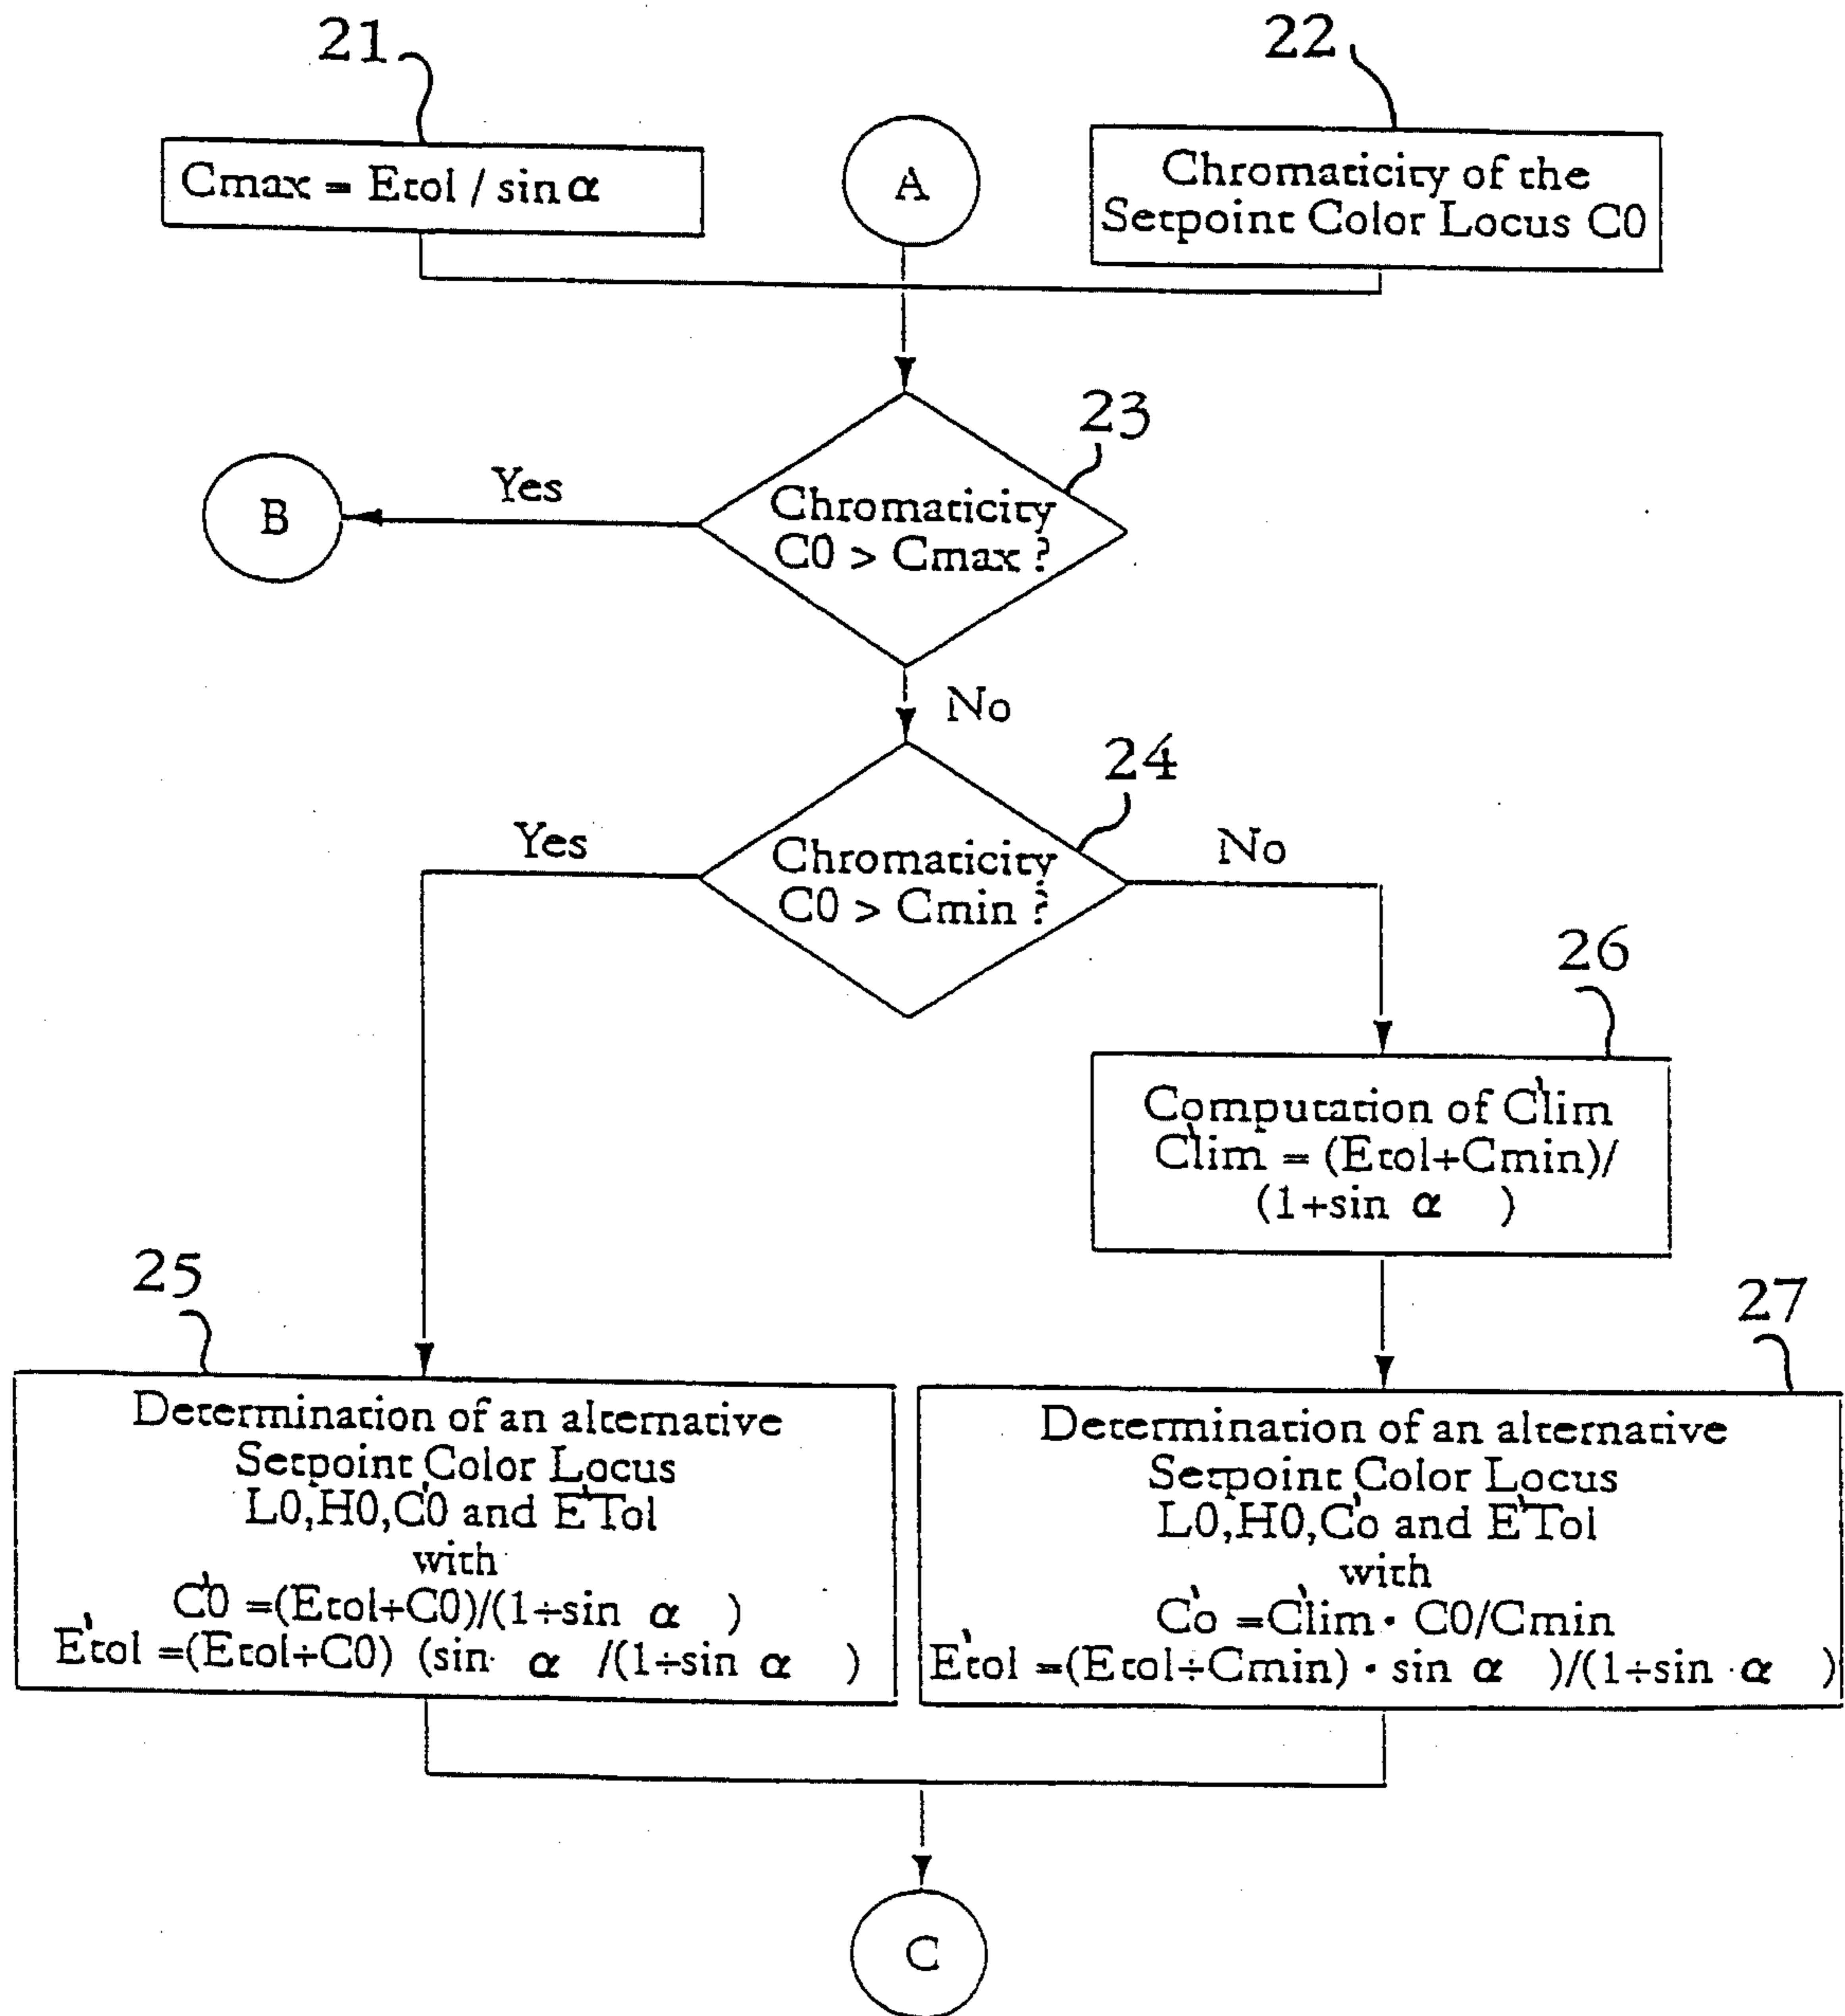 21
22
Cmax = Etol / sin α
A
Chromaticity of the
Setpoint Color Locus C0
23
Yes
B
Chromaticity
C0 > Cmax ?
No
24
Yes
No
Chromaticity
C0 > Cmin ?
26
Computation of C'lim
C'lim = (Etol+Cmin)/
(1+sin α )
25
27
Determination of an alternative
Setpoint Color Locus
L0,H0,C'0 and E'Tol
with
C'0 =(Etol+C0)/(1+sin α )
E'tol =(Etol+C0) (sin α /(1+sin α )
Determination of an alternative
Setpoint Color Locus
L0,H0,C'o and E'Tol
with
C'o =C'lim · C0/Cmin
E'tol =(Etol+Cmin) · sin α )/(1+sin α )
C